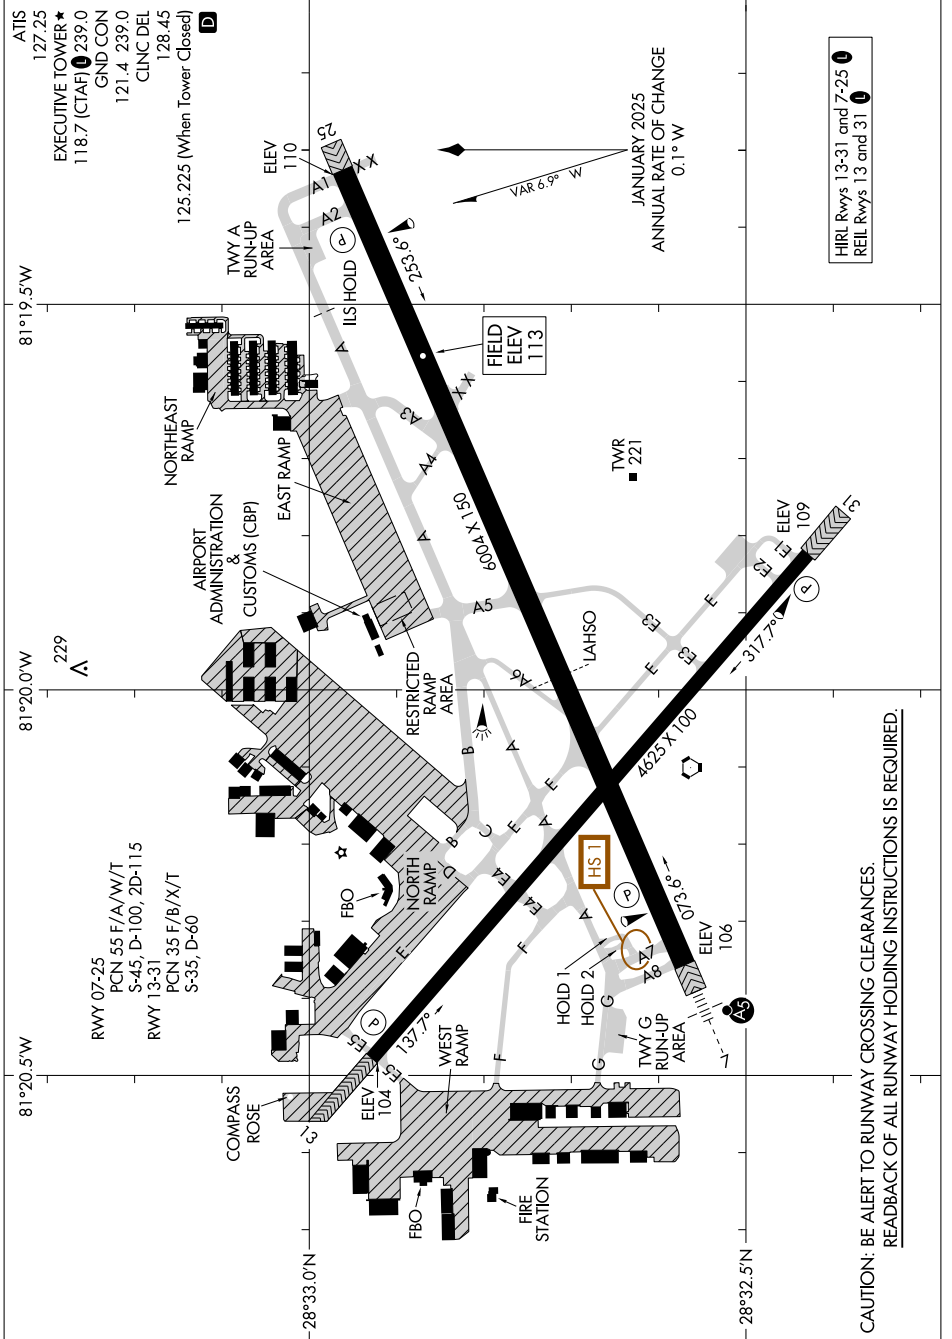 ATIS
127.25
EXECUTIVE TOWER★
118.7 (CTAF) L 239.0
GND CON
121.4 239.0
CLNC DEL
128.45
125.225 (When Tower Closed)
D
HIRL Rwys 13-31 and 7-25 L
REIL Rwys 13 and 31 L
JANUARY 2025
ANNUAL RATE OF CHANGE
0.1° W
VAR 6.9° W
25
ELEV
110
X X
A1
A2
P
TWY A
RUN-UP
AREA
ILS HOLD
253.6°
81°19.5'W
A
FIELD
ELEV
113
X X
A3
A4
NORTHEAST
RAMP
EAST RAMP
TWR
221
A
6004 X 150
AIRPORT
ADMINISTRATION
&
CUSTOMS (CBP)
A5
31
ELEV
109
E1
E2
P
E
E3
E3
E
317.7°
LAHSO
A6
RESTRICTED
RAMP
AREA
229
81°20.0'W
B
A
E
4625 X 100
A
E
C
B
D
E4
E4
NORTH
RAMP
FBO
E
F
HS 1
P
A
073.6°
A7
A8
ELEV
106
HOLD 1
HOLD 2
G
A5
7
TWY G
RUN-UP
AREA
G
F
WEST
RAMP
137.7°
P
E5
E5
ELEV
104
13
COMPASS
ROSE
81°20.5'W
RWY 07-25
PCN 55 F/A/W/T
S-45, D-100, 2D-115
RWY 13-31
PCN 35 F/B/X/T
S-35, D-60
FBO
FIRE
STATION
28°33.0'N
28°32.5'N
CAUTION: BE ALERT TO RUNWAY CROSSING CLEARANCES.
READBACK OF ALL RUNWAY HOLDING INSTRUCTIONS IS REQUIRED.